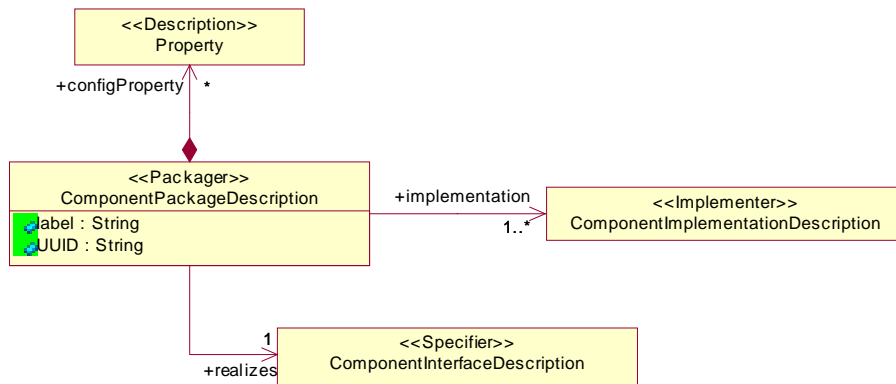 <<Description>>
Property
+configProperty
*
<<Packager>>
ComponentPackageDescription
label : String
UUID : String
+implementation
1..*
<<Implementer>>
ComponentImplementationDescription
1
+realizes
<<Specifier>>
ComponentInterfaceDescription